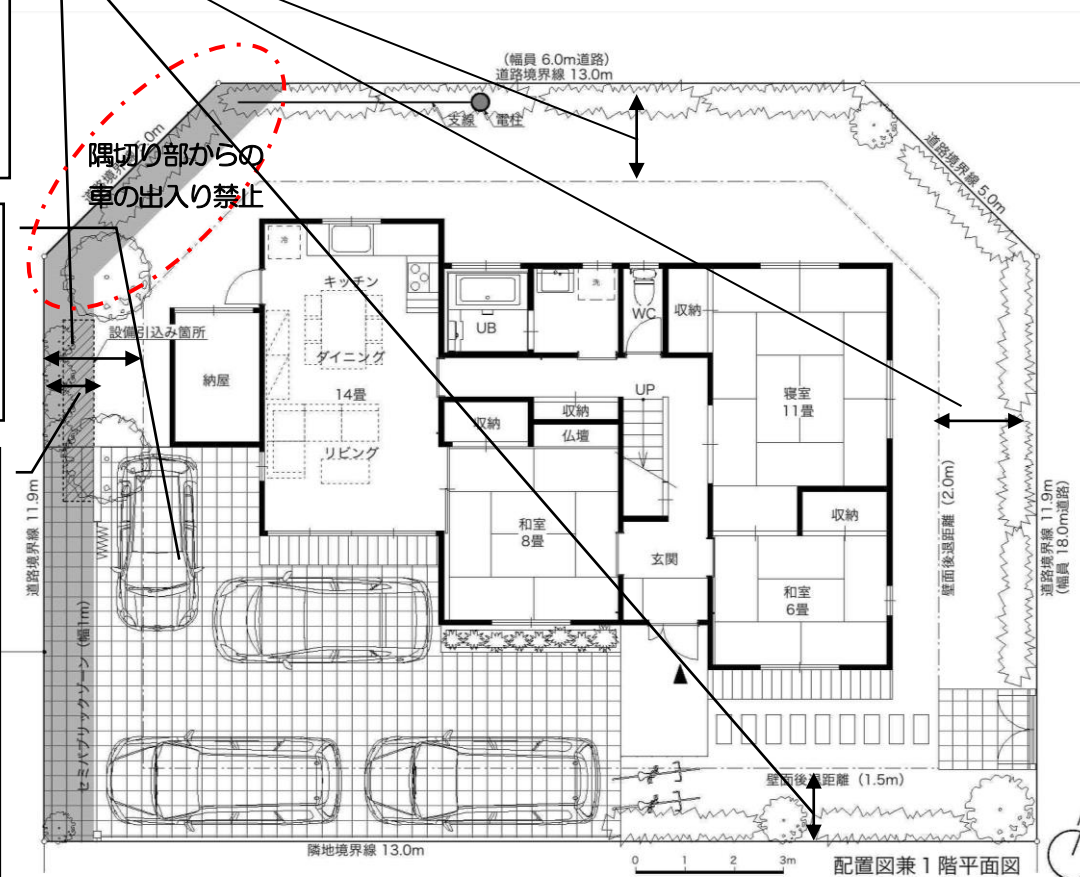 （幅員 6.0m道路）
道路境界線 13.0m
支線
電柱
道路境界線 5.0m
隅切り部からの
車の出入り禁止
冷
キッチン
洗
UB
WC
収納
設備引込み箇所
ダイニング
納屋
14畳
UP
寝室
11畳
収納
収納
仏壇
リビング
収納
和室
8畳
玄関
和室
6畳
道路境界線 11.9m
壁面後退距離（2.0m）
道路境界線 11.9m
（幅員 18.0m道路）
セミパブリックゾーン（幅1m）
壁面後退距離（1.5m）
隣地境界線 13.0m
0 1 2 3m
配置図兼1階平面図